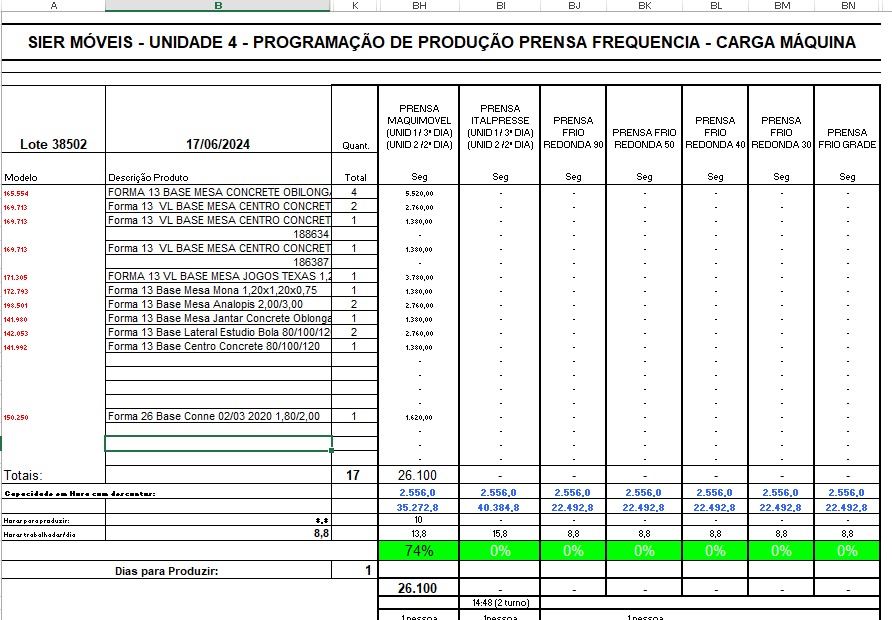 A B K BH BI BJ BK BL BM BN
SIER MÓVEIS - UNIDADE 4 - PROGRAMAÇÃO DE PRODUÇÃO PRENSA FREQUENCIA - CARGA MÁQUINA
PRENSA MAQUIMOVEL (UNID 1 / 3ª DIA) (UNID 2 /2ª DIA)
PRENSA ITALPRESSE (UNID 1 / 3ª DIA) (UNID 2 /2ª DIA)
PRENSA FRIO REDONDA 90
PRENSA FRIO REDONDA 50
PRENSA FRIO REDONDA 40
PRENSA FRIO REDONDA 30
PRENSA FRIO GRADE
Lote 38502 17/06/2024 Quant.
Modelo Descrição Produto Total Seg Seg Seg Seg Seg Seg Seg
165.554 FORMA 13 BASE MESA CONCRETE OBILONGA 4 5.520,00 - - - - - -
169.713 Forma 13 VL BASE MESA CENTRO CONCRET 2 2.760,00 - - - - - -
169.713 Forma 13 VL BASE MESA CENTRO CONCRET 1 1.380,00 - - - - - -
188634 - - - - - - -
169.713 Forma 13 VL BASE MESA CENTRO CONCRET 1 1.380,00 - - - - - -
186387 - - - - - - -
171.305 FORMA 13 VL BASE MESA JOGOS TEXAS 1,2 1 3.780,00 - - - - - -
172.793 Forma 13 Base Mesa Mona 1,20x1,20x0,75 1 1.380,00 - - - - - -
198.501 Forma 13 Base Mesa Analopis 2,00/3,00 2 2.760,00 - - - - - -
141.980 Forma 13 Base Mesa Jantar Concrete Oblonga 1 1.380,00 - - - - - -
142.053 Forma 13 Base Lateral Estudio Bola 80/100/120 2 2.760,00 - - - - - -
141.992 Forma 13 Base Centro Concrete 80/100/120 1 1.380,00 - - - - - -
- - - - - - -
- - - - - - -
- - - - - - -
- - - - - - -
150.250 Forma 26 Base Conne 02/03 2020 1,80/2,00 1 1.620,00 - - - - - -
- - - - - - -
- - - - - - -
- - - - - - -
Totais: 17 26.100 - - - - - -
Capacidade em Hora com descontar: 2.556,0 2.556,0 2.556,0 2.556,0 2.556,0 2.556,0 2.556,0
35.272,8 40.384,8 22.492,8 22.492,8 22.492,8 22.492,8 22.492,8
Horas para produzir: 8,8 10 - - - - - -
Horas trabalhadas/dia 8,8 13,8 15,8 8,8 8,8 8,8 8,8 8,8
74% 0% 0% 0% 0% 0% 0%
Dias para Produzir: 1
26.100 - - - - - -
14:48 (2 turno)
1 pessoa 1 pessoa 1 pessoa